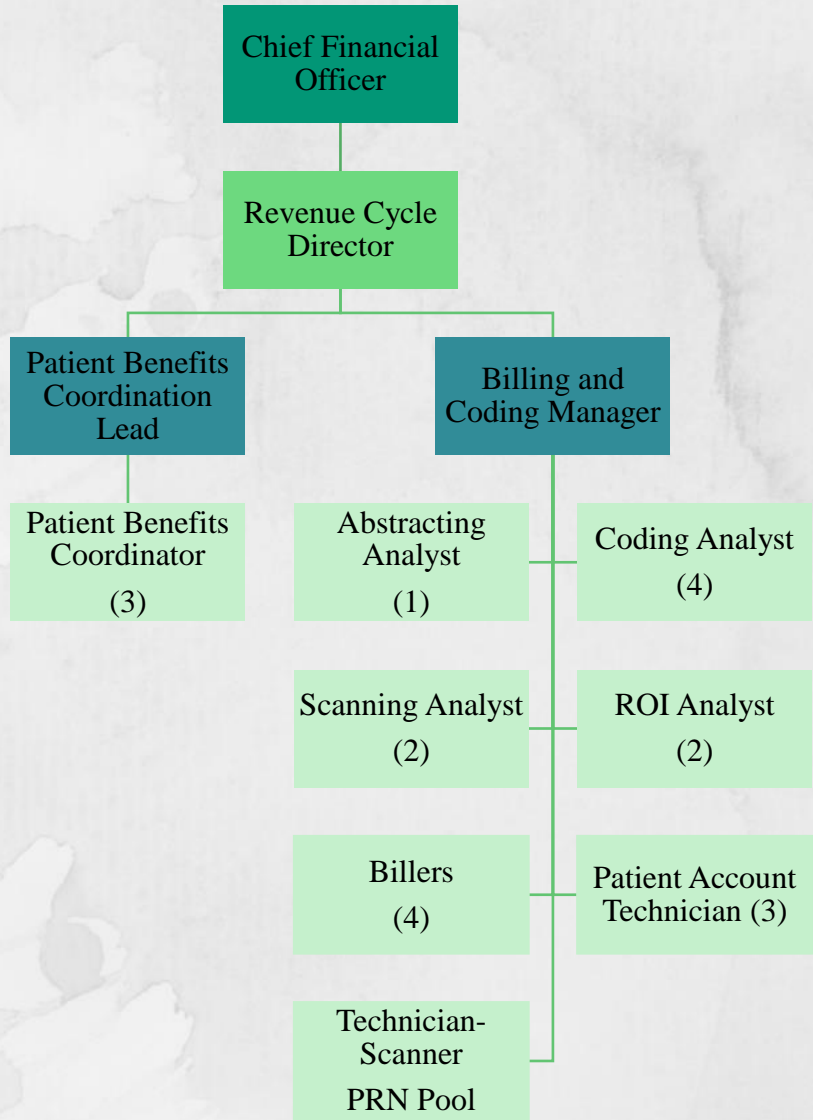 Chief Financial
Officer
Revenue Cycle
Director
Patient Benefits
Coordination
Lead
Billing and
Coding Manager
Patient Benefits
Coordinator
(3)
Abstracting
Analyst
(1)
Coding Analyst
(4)
Scanning Analyst
(2)
ROI Analyst
(2)
Billers
(4)
Patient Account
Technician (3)
Technician-
Scanner
PRN Pool